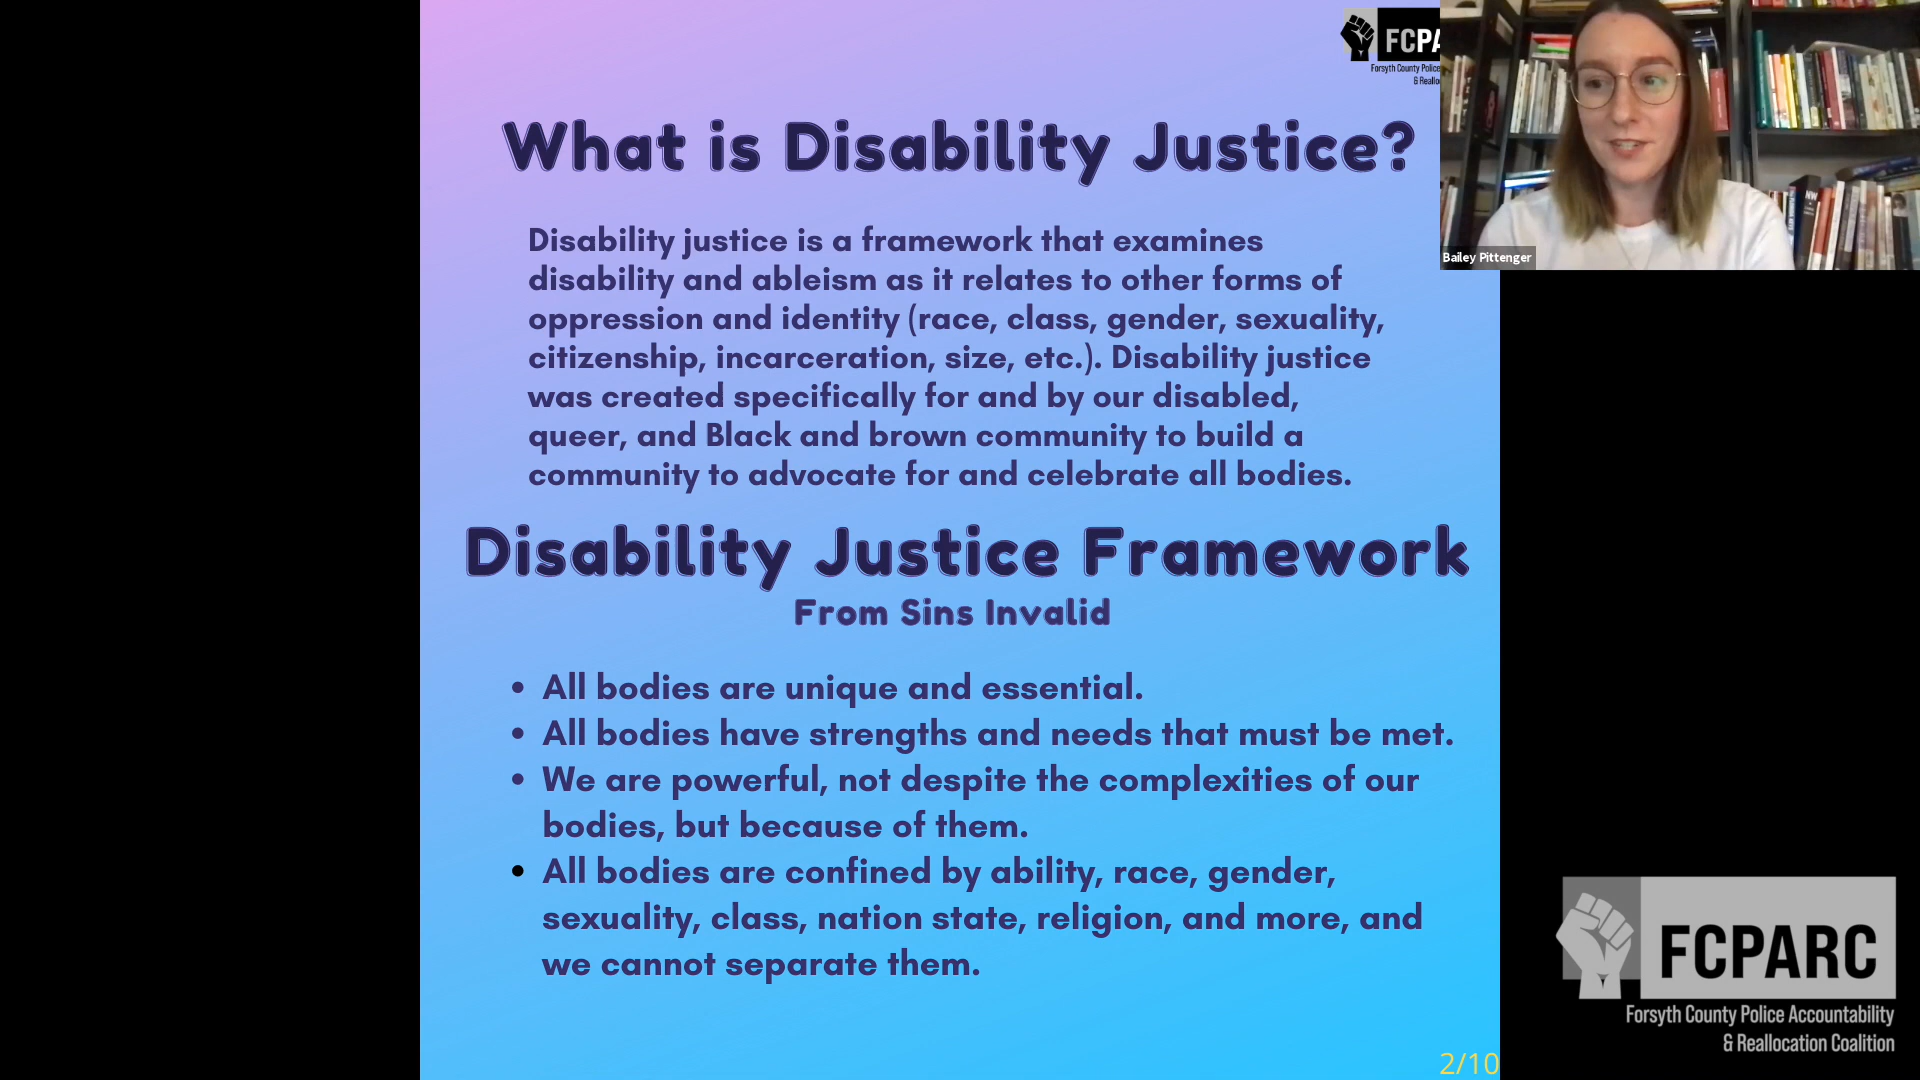 FCPA
Forsyth County Police
& Reallo
What is Disability Justice?
Disability justice is a framework that examines
disability and ableism as it relates to other forms of
oppression and identity (race, class, gender, sexuality,
citizenship, incarceration, size, etc.). Disability justice
was created specifically for and by our disabled,
queer, and Black and brown community to build a
community to advocate for and celebrate all bodies.
Disability Justice Framework
From Sins Invalid
• All bodies are unique and essential.
• All bodies have strengths and needs that must be met.
• We are powerful, not despite the complexities of our
bodies, but because of them.
• All bodies are confined by ability, race, gender,
sexuality, class, nation state, religion, and more, and
we cannot separate them.
2/10
NW
Bailey Pittenger
FCPARC
Forsyth County Police Accountability
& Reallocation Coalition